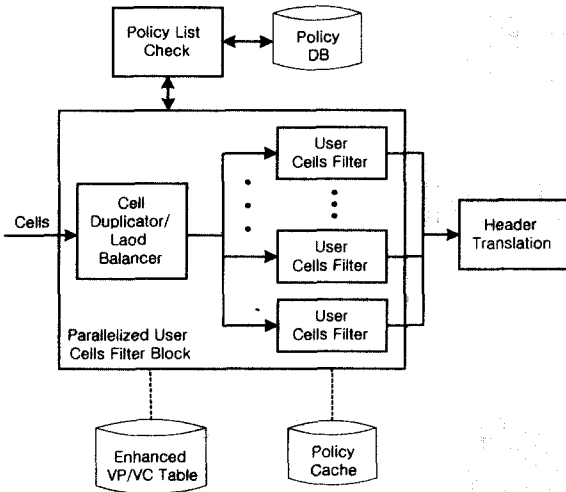 Policy List
Check
Policy
DB
User
Cells Filter
Cells
Cell
Duplicator/
Laod
Balancer
User
Cells Filter
Header
Translation
User
Cells Filter
Parallelized User
Cells Filter Block
Enhanced
VP/VC Table
Policy
Cache